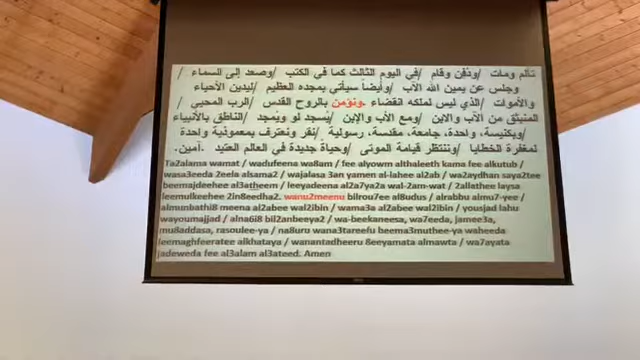 تألم ومات /ودُفن وقام /في اليوم الثالث كما في الكتب /وصعد إلى السماء /
وجلس عن يمين الله الآب /وأيضاً سيأتي بمجده العظيم /ليدين الأحياء
والأموات /الذي ليس لملكه انقضاء .ونؤمن بالروح القدس /الرب المحيي /
المنبثق من الآب والابن /ومع الآب والإبن /يُسجد لو ويُمجد /الناطق بالأنبياء
/وبكنيسة، واحدة، جامعة، مقدسة، رسولية /نقر ونعترف بمعموذية واحدة
لمغفرة الخطايا /وننتظر قيامة الموتى /وحياةً جديدة في العالم العتيد .آمين.
Ta2alama wamat / wadufeena wa8am / fee alyowm althaleeth kama fee alkutub /
wasa3eeda 2eela alsama2 / wajalasa 3an yamen al-lahee al2ab / wa2aydhan saya2tee
beemajdeehee al3atheem / leeyadeena al2a7ya2a wal-2am-wat / 2allathee laysa
leemulkeehee 2in8eedha2. wanu2meenu bilrou7ee al8udus / alrabbu almu7-yee /
almunbathi8 meena al2abee wal2ibin / wama3a al2abee wal2ibin / yousjad lahu
wayoumajjad / alnati8 bil2anbeeya2 / wa-beekaneesa, wa7eeda, jamee3a,
mu8addasa, rasoulee-ya / na8uru wana3tareefu beema3muthee-ya waheeda
leemaghfeeratee alkhataya / wanantadheeru 8eeyamata almawta / wa7ayata
jadeweda fee al3alam al3ateed. Amen